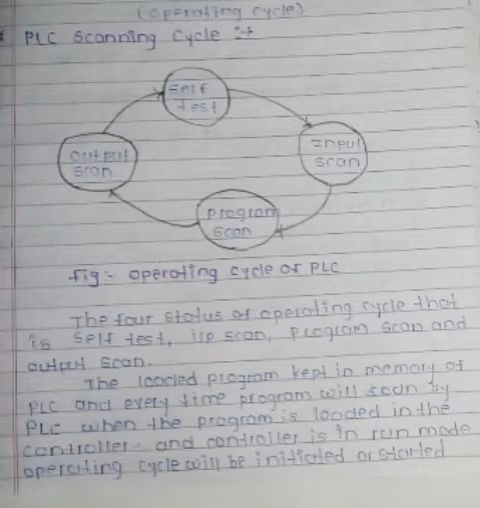 (operating cycle)
* PLC Scanning Cycle :-
Self
test
Input
scan
Output
scan
Program
scan
fig :- operating cycle of PLC
The four status of operating cycle that
is self test, i/p scan, program scan and
output scan.
The loacled program kept in memory of
PLC and every time program will scan by
PLC when the program is loaded in the
controller and controller is in run mode
operating cycle will be initiated or started